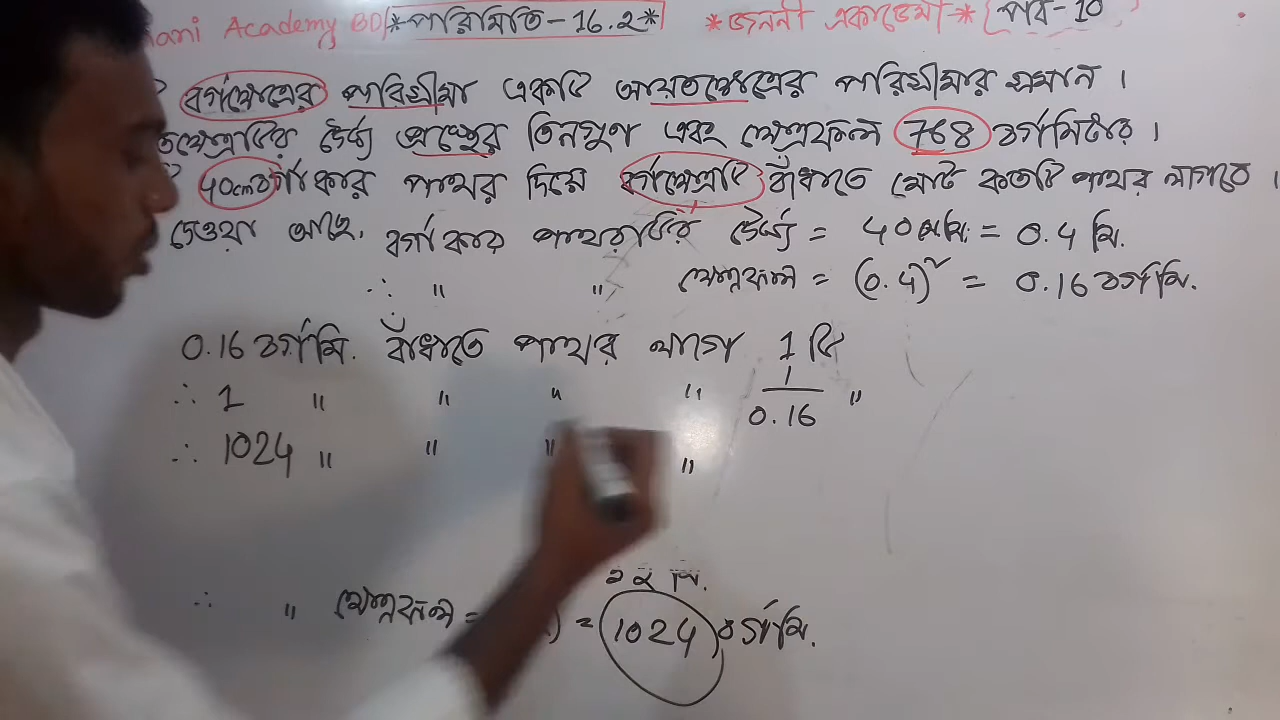 ani Academy BD *পরিমিতি-16.2* *জননী একাডেমী* পর্ব-10
বর্গক্ষেত্রের পরিসীমা একটি আয়তক্ষেত্রের পরিসীমার সমান।
তক্ষেত্রটির দৈর্ঘ্য প্রস্থের তিনগুণ এবং ক্ষেত্রফল 768 বর্গমিটার।
40cm বর্গাকার পাথর দিয়ে বর্গক্ষেত্রটি বাঁধাতে মোট কতটি পাথর লাগবে।
দেওয়া আছে, বর্গাকার পাথরটির দৈর্ঘ্য = 40 সে.মি. = 0.4 মি.
∴ " " ক্ষেত্রফল = (0.4)² = 0.16 বর্গমি.
0.16 বর্গমি. বাঁধাতে পাথর লাগে 1 টি
∴ 1 " " " " 1/0.16 "
∴ 1024 " " " "
মি.
∴ " ক্ষেত্রফল = ) = 1024 বর্গমি.